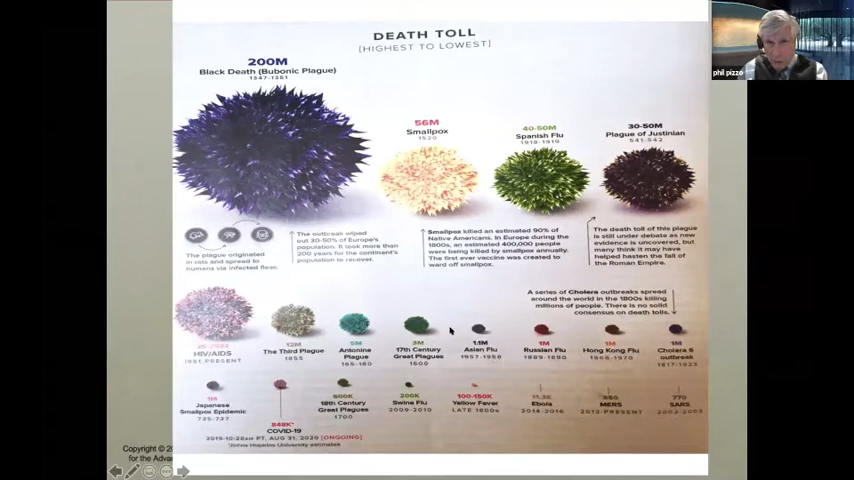 DEATH TOLL
[HIGHEST TO LOWEST]
200M
Black Death (Bubonic Plague)
1347-1351
56M
Smallpox
1520
40-50M
Spanish Flu
1918-1919
30-50M
Plague of Justinian
541-542
The plague originated
in rats and spread to
humans via infected fleas.
The outbreak wiped
out 30-50% of Europe's
population. It took more than
200 years for the continent's
population to recover.
Smallpox killed an estimated 90% of
Native Americans. In Europe during the
1800s, an estimated 400,000 people
were being killed by smallpox annually.
The first ever vaccine was created to
ward off smallpox.
The death toll of this plague
is still under debate as new
evidence is uncovered, but
many think it may have
helped hasten the fall of
the Roman Empire.
A series of Cholera outbreaks spread
around the world in the 1800s killing
millions of people. There is no solid
consensus on death tolls.
HIV/AIDS
1981-PRESENT
12M
The Third Plague
1855
5M
Antonine
Plague
165-180
3M
17th Century
Great Plagues
1600
1.1M
Asian Flu
1957-1958
1M
Russian Flu
1889-1890
1M
Hong Kong Flu
1968-1970
1M
Cholera 6
outbreak
1817-1923
1M
Japanese
Smallpox Epidemic
735-737
848K*
COVID-19
2019-10:28AM PT, AUG 31, 2020 [ONGOING]
*Johns Hopkins University estimates
600K
18th Century
Great Plagues
1700
200K
Swine Flu
2009-2010
100-150K
Yellow Fever
LATE 1800s
11.3K
Ebola
2014-2016
850
MERS
2012-PRESENT
770
SARS
2002-2003
Copyright © 20
for the Adva
phil pizzo